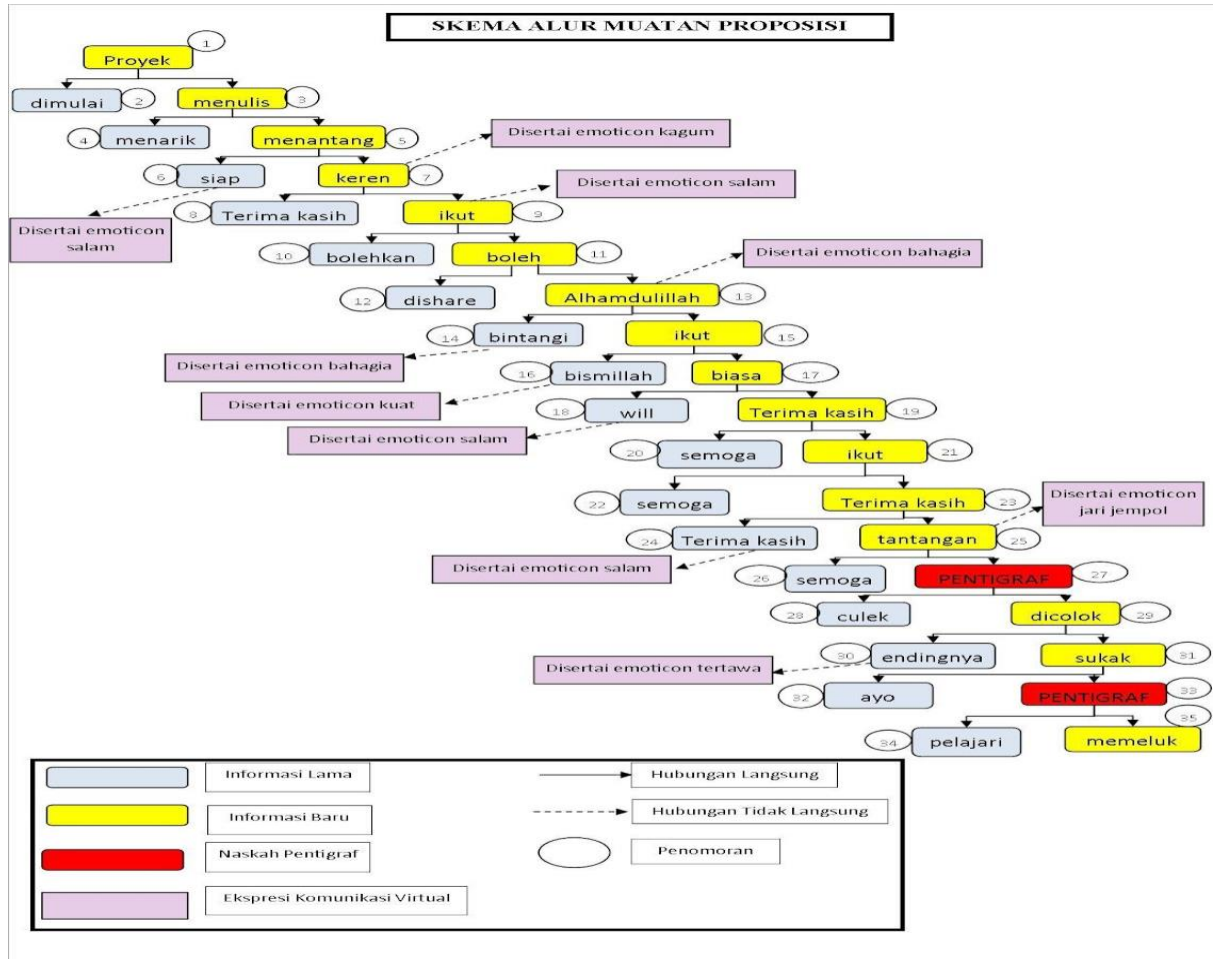 SKEMA ALUR MUATAN PROPOSISI
1
Proyek
dimulai
2
menulis
3
4
menarik
menantang
5
Disertai emoticon kagum
6
siap
keren
7
Disertai emoticon salam
8
Terima kasih
ikut
9
Disertai emoticon
salam
10
bolehkan
boleh
11
Disertai emoticon bahagia
12
dishare
Alhamdulillah
13
14
bintangi
ikut
15
Disertai emoticon bahagia
16
bismillah
biasa
17
Disertai emoticon kuat
18
will
Terima kasih
19
Disertai emoticon salam
20
semoga
ikut
21
22
semoga
Terima kasih
23
Disertai emoticon
jari jempol
24
Terima kasih
tantangan
25
Disertai emoticon salam
26
semoga
PENTIGRAF
27
28
culek
dicolok
29
30
endingnya
sukak
31
Disertai emoticon tertawa
32
ayo
PENTIGRAF
33
34
pelajari
memeluk
35
Informasi Lama
Hubungan Langsung
Informasi Baru
Hubungan Tidak Langsung
Naskah Pentigraf
Penomoran
Ekspresi Komunikasi Virtual